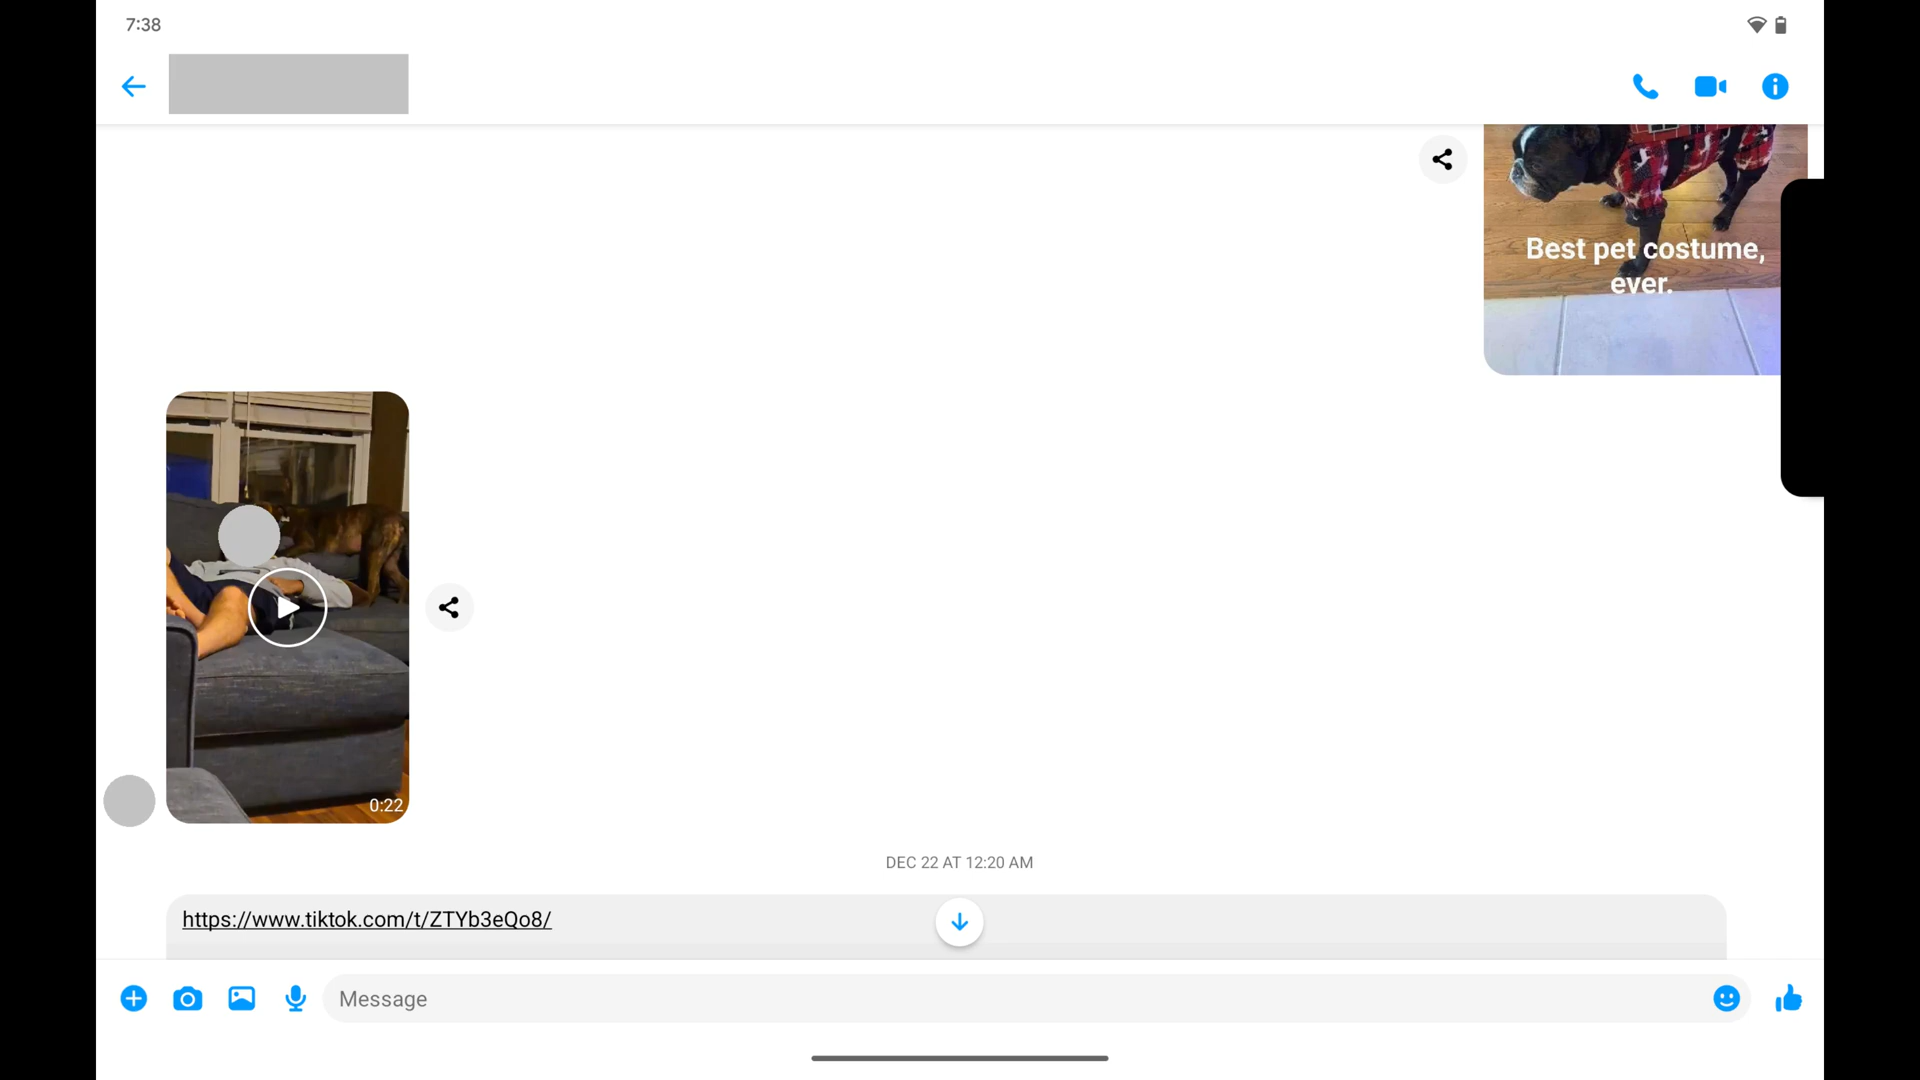 7:38
Best pet costume,
ever.
0:22
DEC 22 AT 12:20 AM
https://www.tiktok.com/t/ZTYb3eQo8/
Message